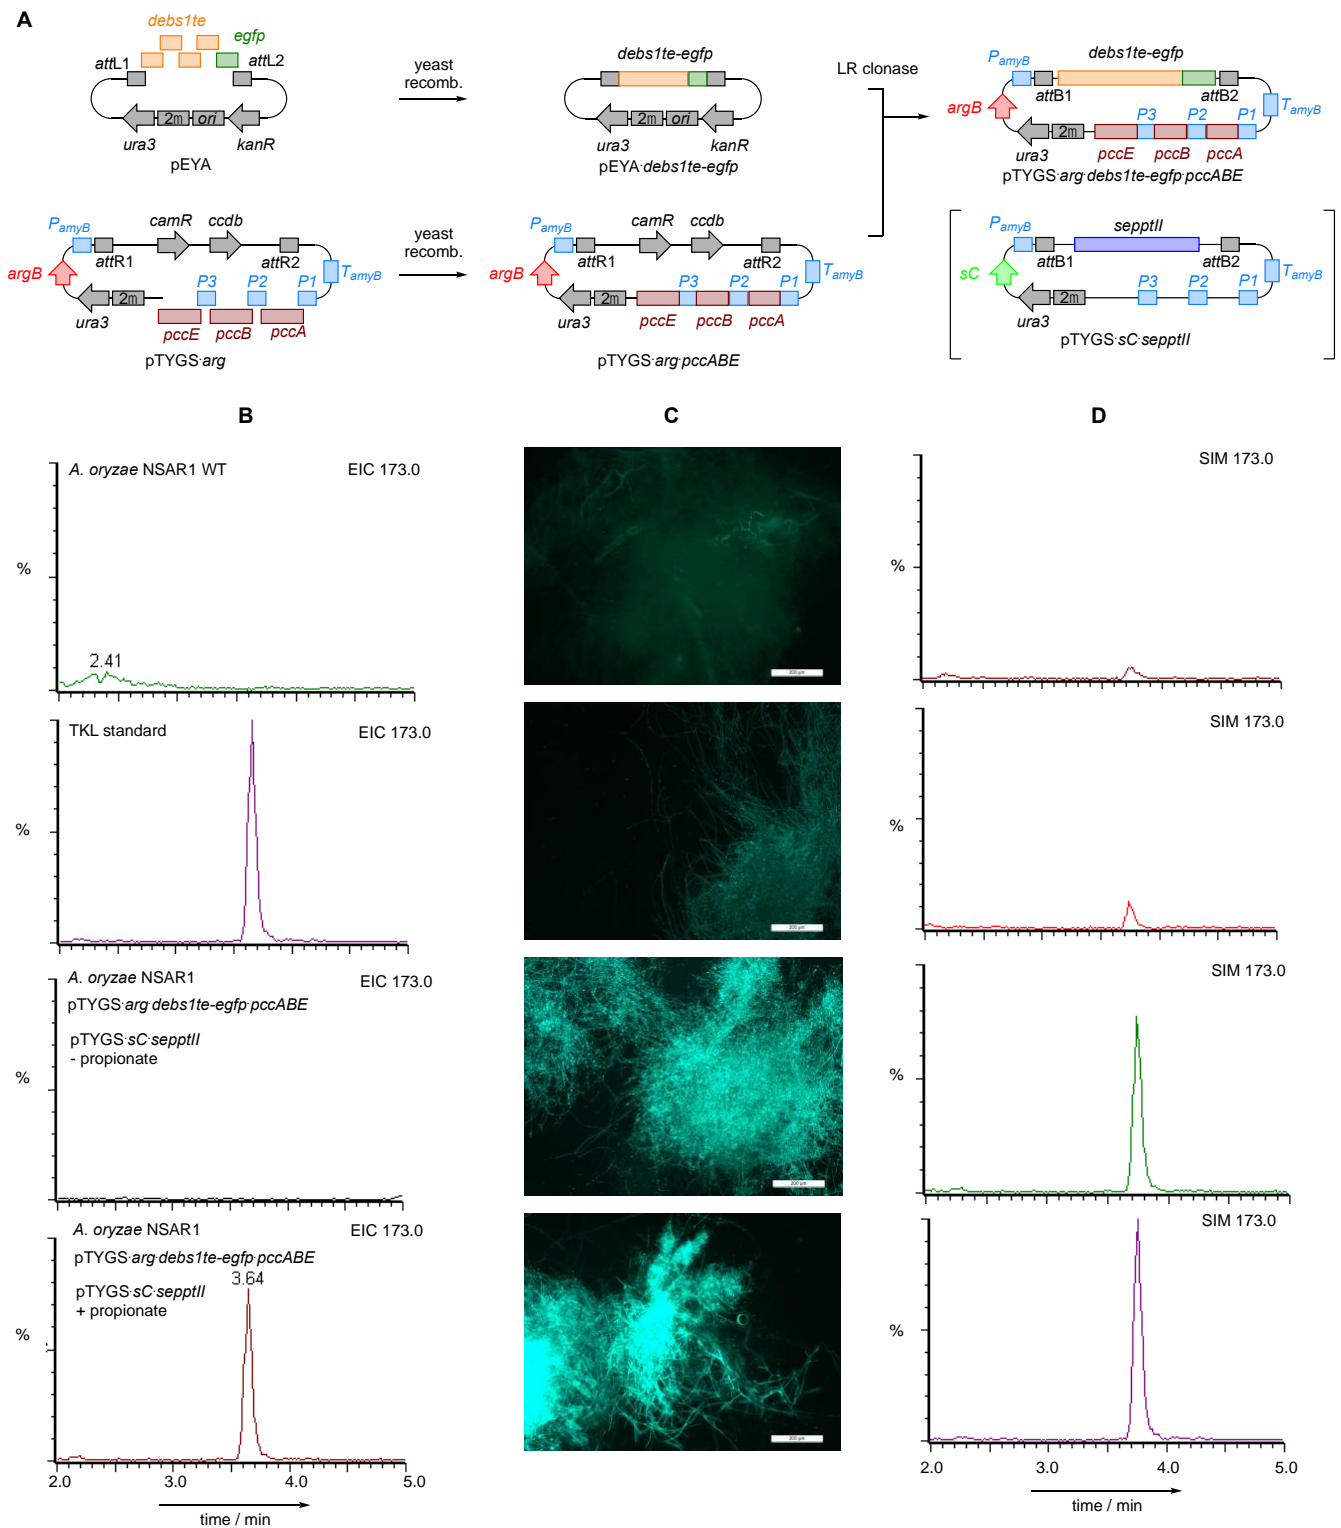 A
debs1te
egfp
attL1
attL2
2m
ori
ura3
kanR
pEYA
yeast
recomb.
debs1te-egfp
2m
ori
ura3
kanR
pEYA·debs1te-egfp
LR clonase
debs1te-egfp
PamyB
attB1
attB2
argB
TamyB
P3
P2
P1
2m
ura3
pccE
pccB
pccA
pTYGS·arg·debs1te-egfp·pccABE
PamyB
camR
ccdb
attR1
attR2
argB
TamyB
P3
P2
P1
2m
ura3
pccE
pccB
pccA
pTYGS·arg
yeast
recomb.
PamyB
camR
ccdb
attR1
attR2
argB
TamyB
P3
P2
P1
2m
ura3
pccE
pccB
pccA
pTYGS·arg·pccABE
PamyB
sepptII
attB1
attB2
sC
TamyB
P3
P2
P1
2m
ura3
pTYGS·sC·sepptII
B
A. oryzae NSAR1 WT
EIC 173.0
%
2.41
TKL standard
EIC 173.0
%
A. oryzae NSAR1
EIC 173.0
pTYGS·arg·debs1te-egfp·pccABE
pTYGS·sC·sepptII
- propionate
%
A. oryzae NSAR1
EIC 173.0
pTYGS·arg·debs1te-egfp·pccABE
3.64
pTYGS·sC·sepptII
+ propionate
%
2.0 3.0 4.0 5.0
time / min
C
200 µm
200 µm
200 µm
200 µm
D
SIM 173.0
%
SIM 173.0
%
SIM 173.0
%
SIM 173.0
%
2.0 3.0 4.0 5.0
time / min